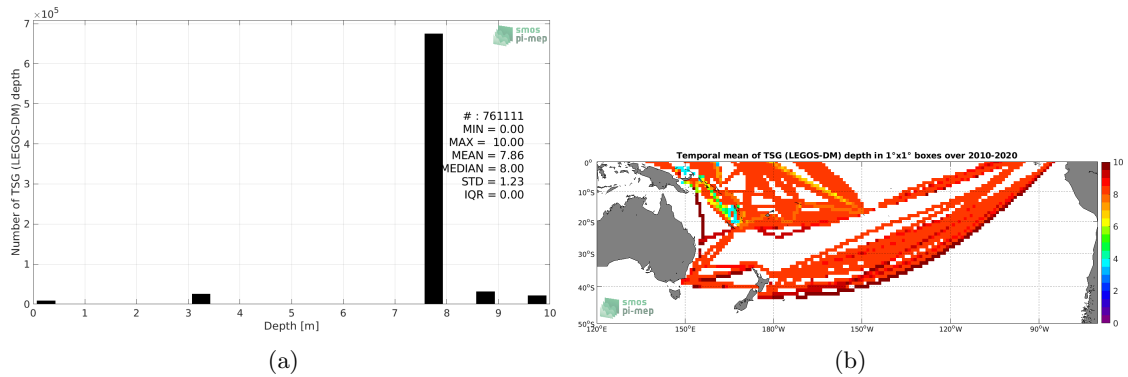 ×10⁵
7
6
5
4
3
2
1
0
Number of TSG (LEGOS-DM) depth
smos
pi-mep
# : 761111
MIN = 0.00
MAX = 10.00
MEAN = 7.86
MEDIAN = 8.00
STD = 1.23
IQR = 0.00
0 1 2 3 4 5 6 7 8 9 10
Depth [m]
(a)
Temporal mean of TSG (LEGOS-DM) depth in 1°x1° boxes over 2010-2020
0°
10°S
20°S
30°S
40°S
50°S
120°E 150°E 180°W 150°W 120°W 90°W
10
8
6
4
2
0
smos
pi-mep
(b)